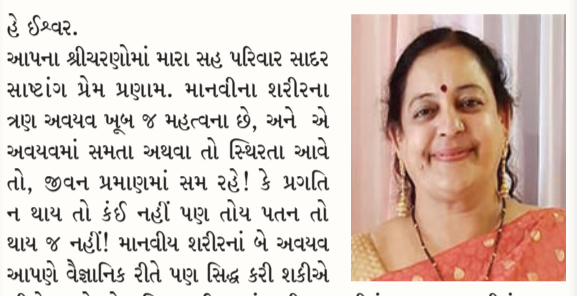 હે ઈશ્વર.
આપના શ્રીચરણોમાં મારા સહ પરિવાર સાદર
સાષ્ટાંગ પ્રેમ પ્રણામ. માનવીના શરીરના
ત્રણ અવયવ ખૂબ જ મહત્વના છે, અને એ
અવયવમાં સમતા અથવા તો સ્થિરતા આવે
તો, જીવન પ્રમાણમાં સમ રહે! કે પ્રગતિ
ન થાય તો કંઈ નહીં પણ તોય પતન તો
થાય જ નહીં! માનવીય શરીરનાં બે અવયવ
આપણે વૈજ્ઞાનિક રીતે પણ સિદ્ધ કરી શકીએ